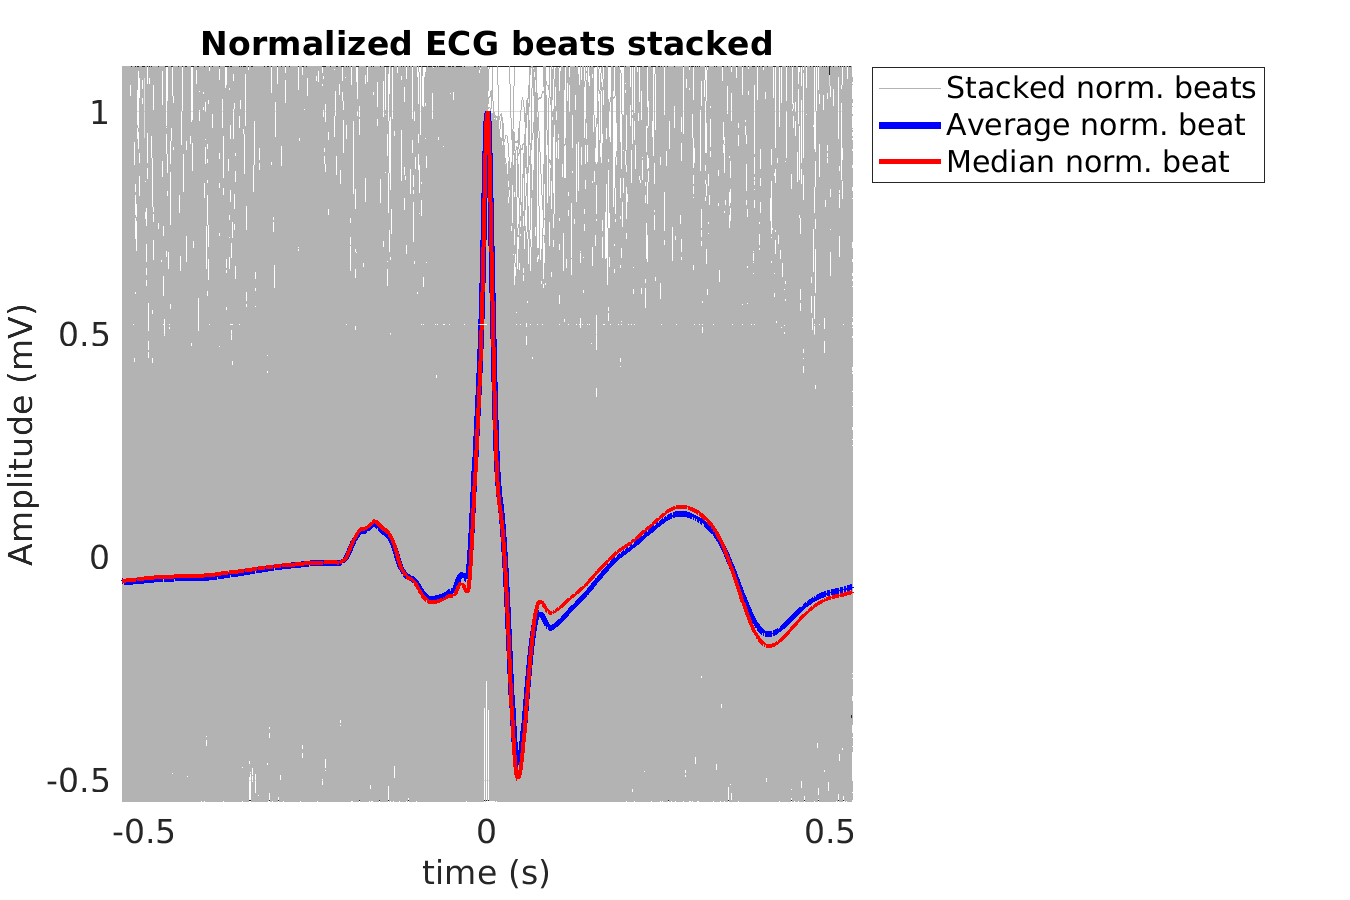 Normalized ECG beats stacked
Stacked norm. beats
Average norm. beat
Median norm. beat
1
0.5
0
-0.5
Amplitude (mV)
-0.5 0 0.5
time (s)